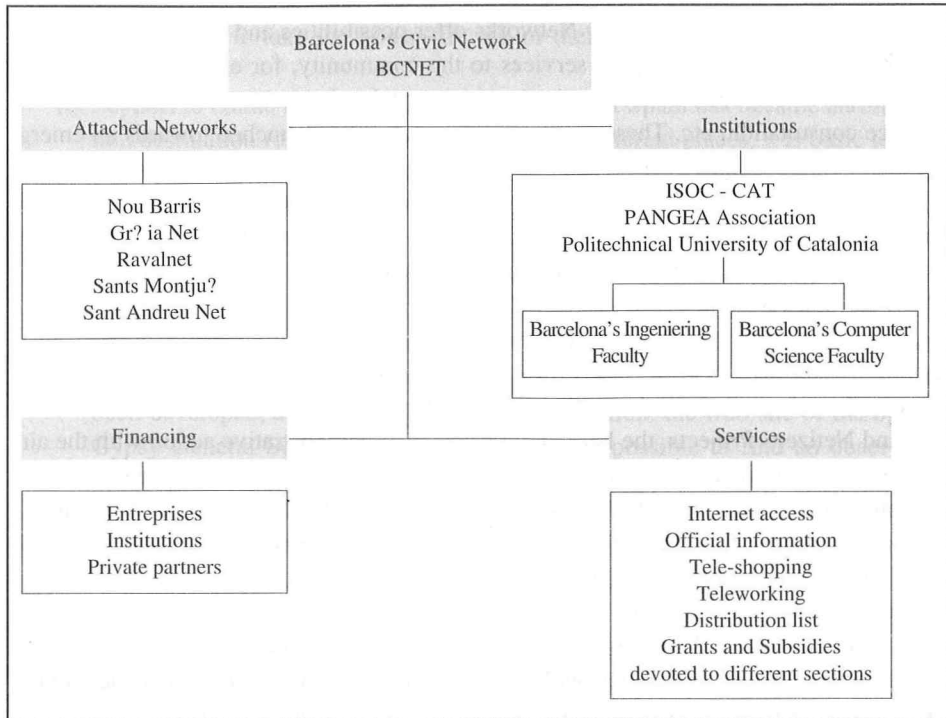 Barcelona's Civic Network
BCNET
Attached Networks
Institutions
Nou Barris
Gr? ia Net
Ravalnet
Sants Montju?
Sant Andreu Net
ISOC - CAT
PANGEA Association
Politechnical University of Catalonia
Barcelona's Ingeniering
Faculty
Barcelona's Computer
Science Faculty
Financing
Services
Entreprises
Institutions
Private partners
Internet access
Official information
Tele-shopping
Teleworking
Distribution list
Grants and Subsidies
devoted to different sections